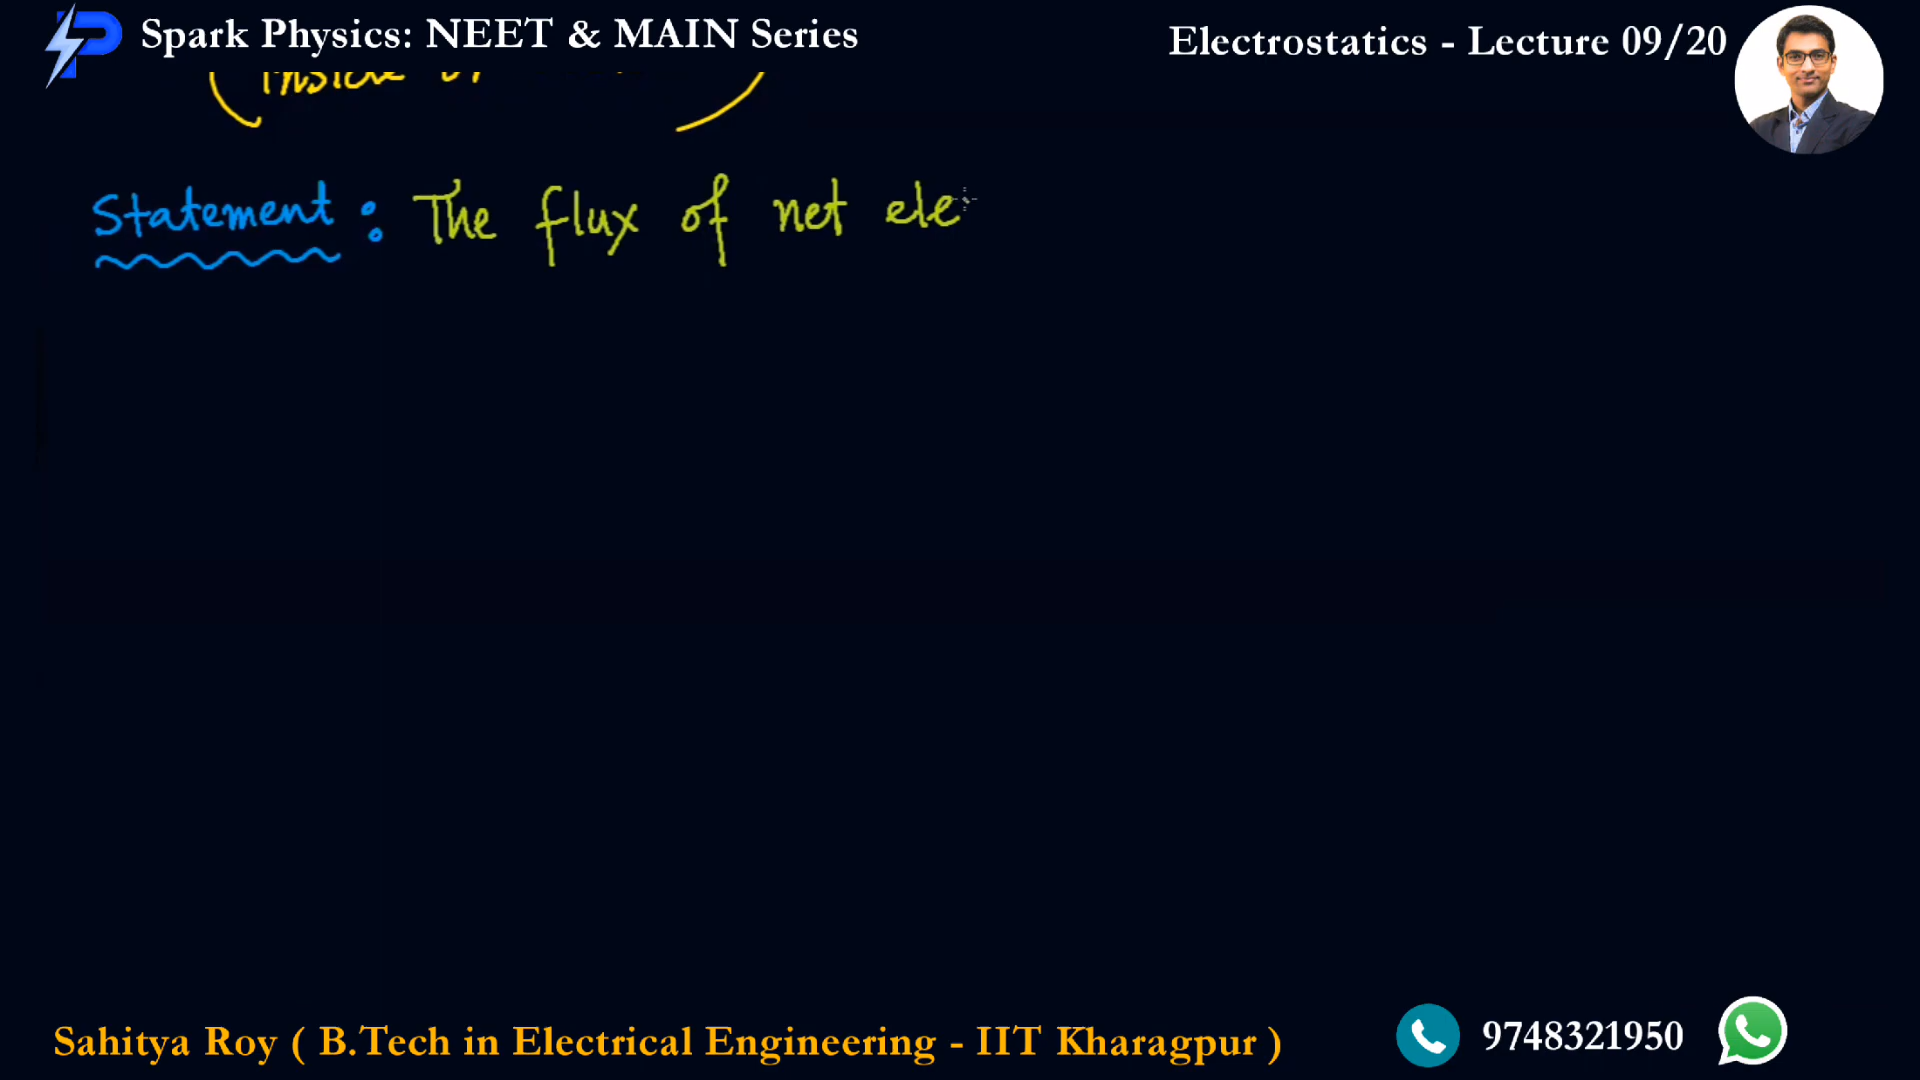 Spark Physics: NEET & MAIN Series
Electrostatics - Lecture 09/20
Statement : The flux of net ele
Sahitya Roy ( B.Tech in Electrical Engineering - IIT Kharagpur )
9748321950